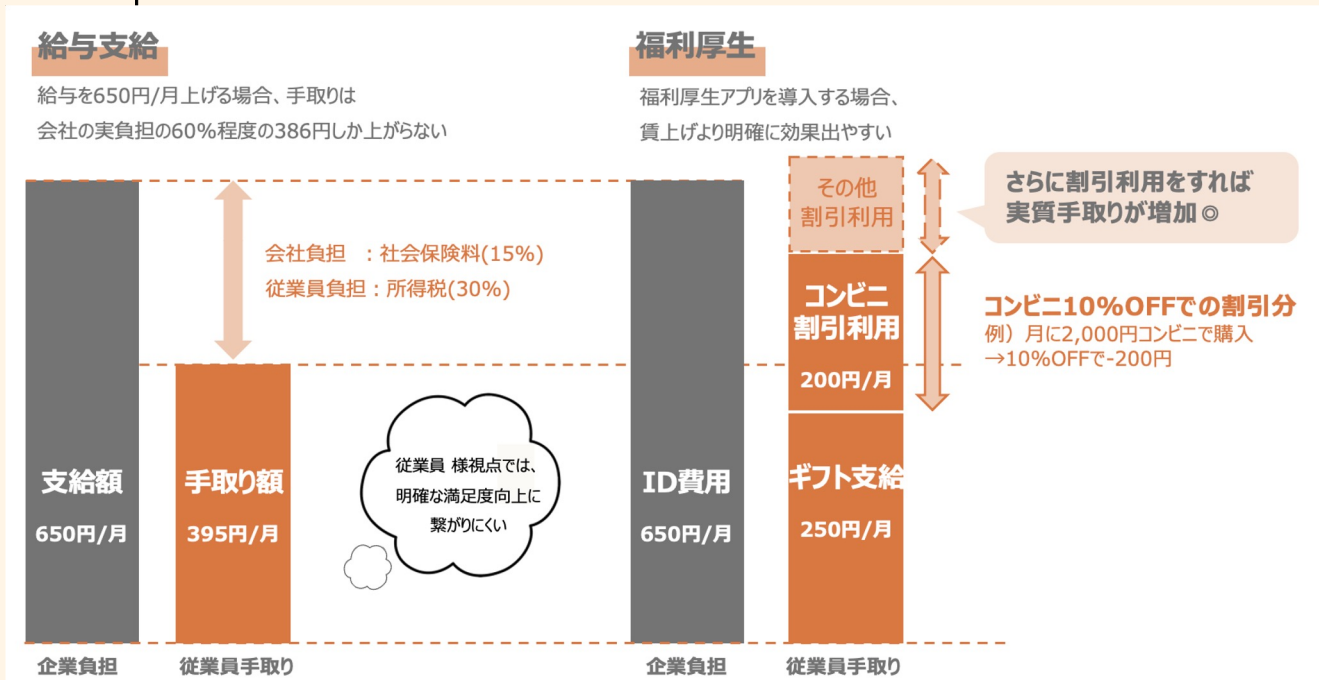 給与支給
給与を650円/月上げる場合、手取りは
会社の実負担の60%程度の386円しか上がらない
会社負担 ：社会保険料(15%)
従業員負担：所得税(30%)
支給額
650円/月
手取り額
395円/月
従業員 様視点では、
明確な満足度向上に
繋がりにくい
企業負担
従業員手取り
福利厚生
福利厚生アプリを導入する場合、
賃上げより明確に効果出やすい
その他
割引利用
さらに割引利用をすれば
実質手取りが増加◎
コンビニ
割引利用
200円/月
コンビニ10%OFFでの割引分
例）月に2,000円コンビニで購入
→10%OFFで-200円
ID費用
650円/月
ギフト支給
250円/月
企業負担
従業員手取り